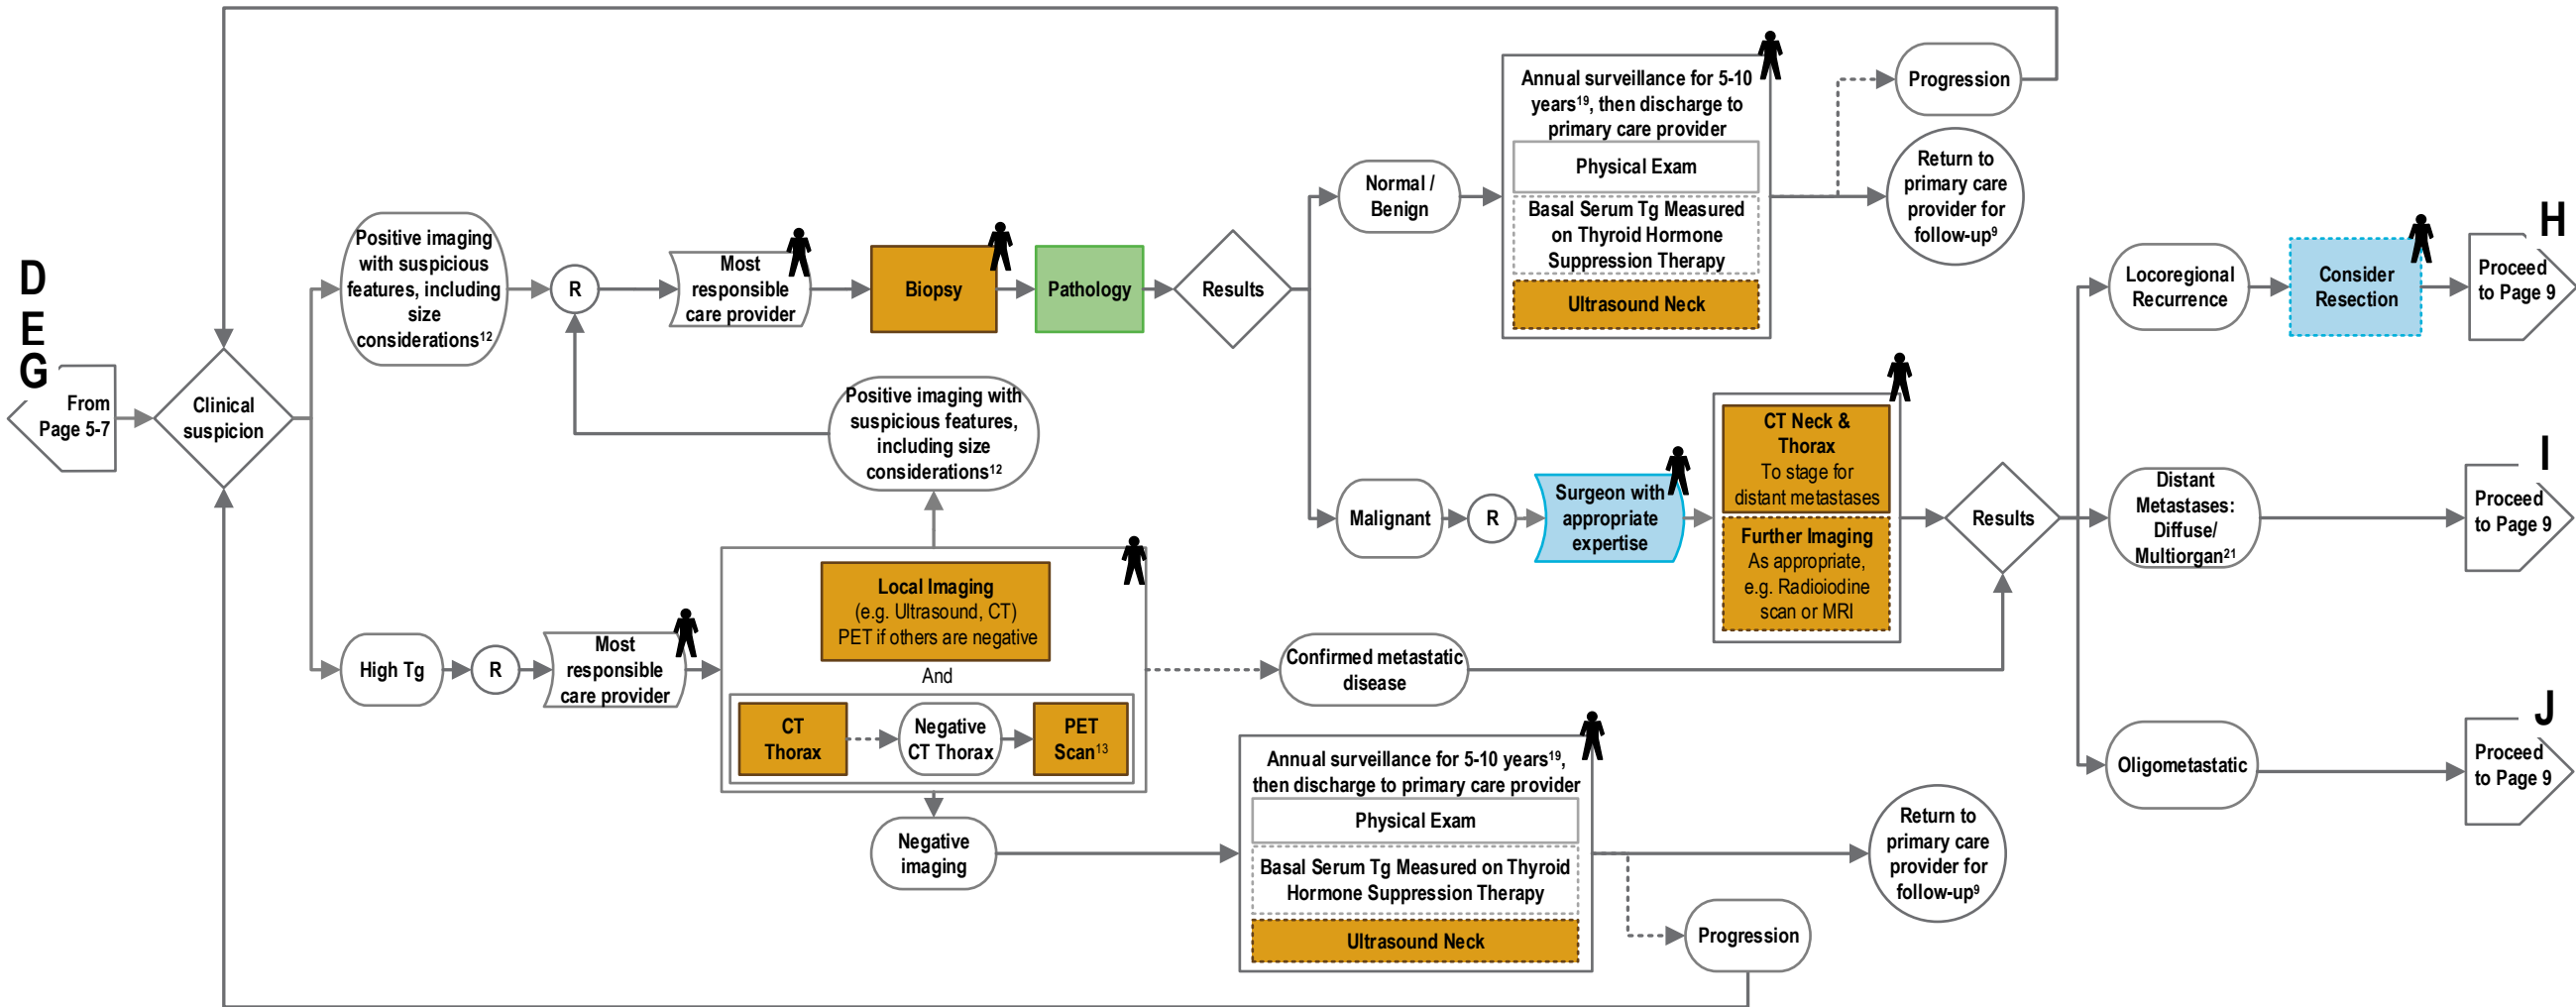 D
E
G
From
Page 5-7
Clinical
suspicion
Positive imaging
with suspicious
features, including
size
considerations¹²
R
Most
responsible
care provider
Biopsy
Pathology
Results
Normal /
Benign
Annual surveillance for 5-10
years¹⁹, then discharge to
primary care provider
Physical Exam
Basal Serum Tg Measured
on Thyroid Hormone
Suppression Therapy
Ultrasound Neck
Progression
Return to
primary care
provider for
follow-up⁹
Positive imaging with
suspicious features,
including size
considerations¹²
Malignant
R
Surgeon with
appropriate
expertise
CT Neck &
Thorax
To stage for
distant metastases
Further Imaging
As appropriate,
e.g. Radioiodine
scan or MRI
Results
Locoregional
Recurrence
Consider
Resection
H
Proceed
to Page 9
Distant
Metastases:
Diffuse/
Multiorgan²¹
I
Proceed
to Page 9
Oligometastatic
J
Proceed
to Page 9
High Tg
R
Most
responsible
care provider
Local Imaging
(e.g. Ultrasound, CT)
PET if others are negative
And
CT
Thorax
Negative
CT Thorax
PET
Scan¹³
Confirmed metastatic
disease
Negative
imaging
Annual surveillance for 5-10 years¹⁹,
then discharge to primary care provider
Physical Exam
Basal Serum Tg Measured on Thyroid
Hormone Suppression Therapy
Ultrasound Neck
Return to
primary care
provider for
follow-up⁹
Progression